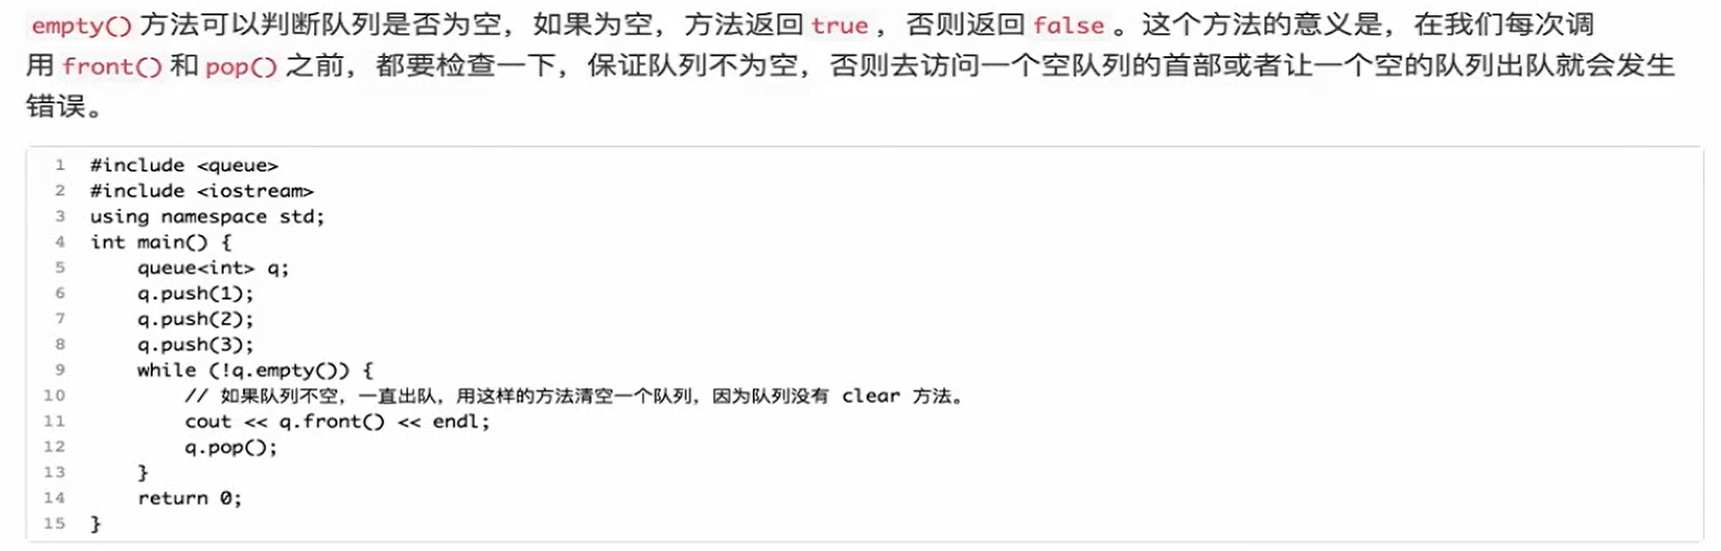 empty() 方法可以判断队列是否为空，如果为空，方法返回 true ，否则返回 false 。这个方法的意义是，在我们每次调
用 front() 和 pop() 之前，都要检查一下，保证队列不为空，否则去访问一个空队列的首部或者让一个空的队列出队就会发生
错误。
1 #include <queue>
2 #include <iostream>
3 using namespace std;
4 int main() {
5     queue<int> q;
6     q.push(1);
7     q.push(2);
8     q.push(3);
9     while (!q.empty()) {
10         // 如果队列不空，一直出队，用这样的方法清空一个队列，因为队列没有 clear 方法。
11         cout << q.front() << endl;
12         q.pop();
13     }
14     return 0;
15 }